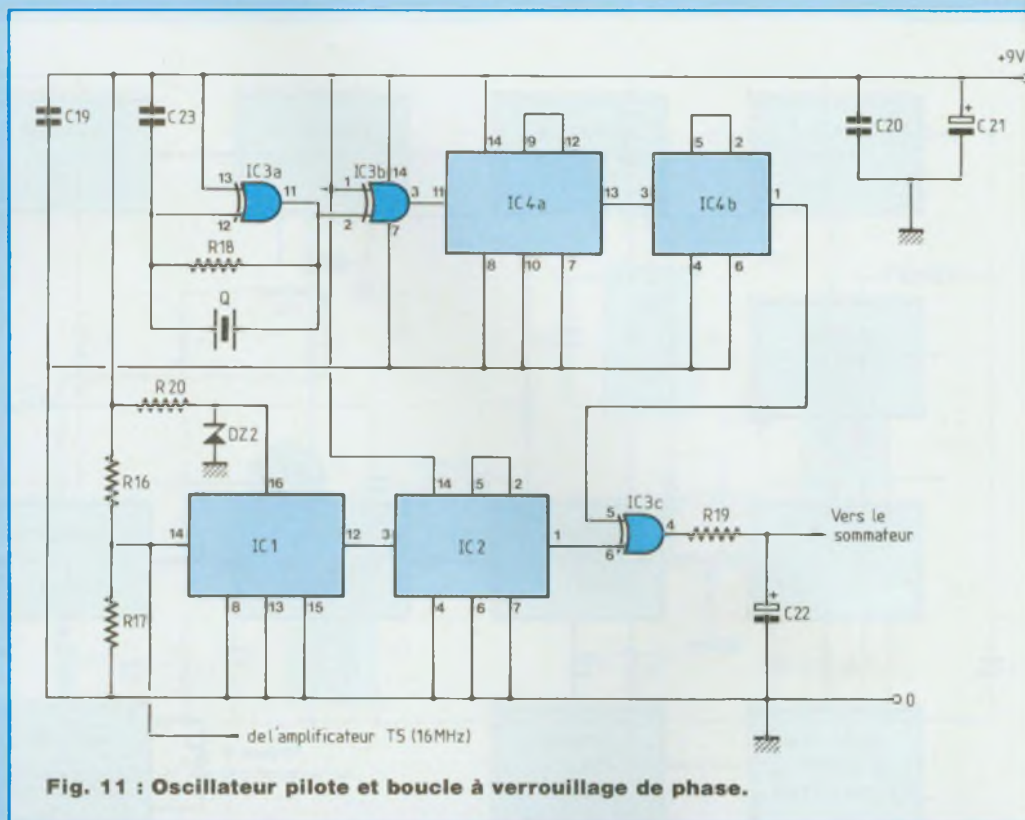 +9V
C19
C23
IC3a
13
11
12
R18
Q
IC3b
1
14
3
2
7
11
14
9
12
IC4a
13
8
10
7
3
5
2
IC4b
1
4
6
C20
+
C21
R20
DZ2
R16
R17
16
14
IC1
12
8
13
15
3
14
5
2
IC2
1
4
6
7
IC3c
5
6
4
R19
Vers le
sommateur
+
C22
0
de l'amplificateur T5 (16MHz)
Fig. 11 : Oscillateur pilote et boucle à verrouillage de phase.